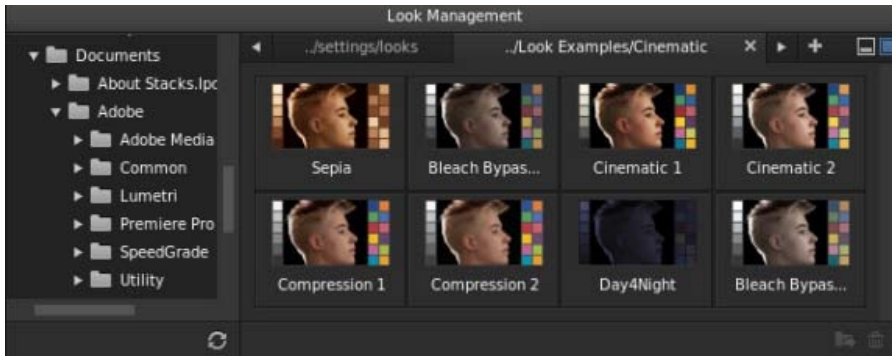 Look Management
Documents
About Stacks.lpc
Adobe
Adobe Media
Common
Lumetri
Premiere Pro
SpeedGrade
Utility
../settings/looks
../Look Examples/Cinematic
Sepia
Bleach Bypas...
Cinematic 1
Cinematic 2
Compression 1
Compression 2
Day4Night
Bleach Bypas...